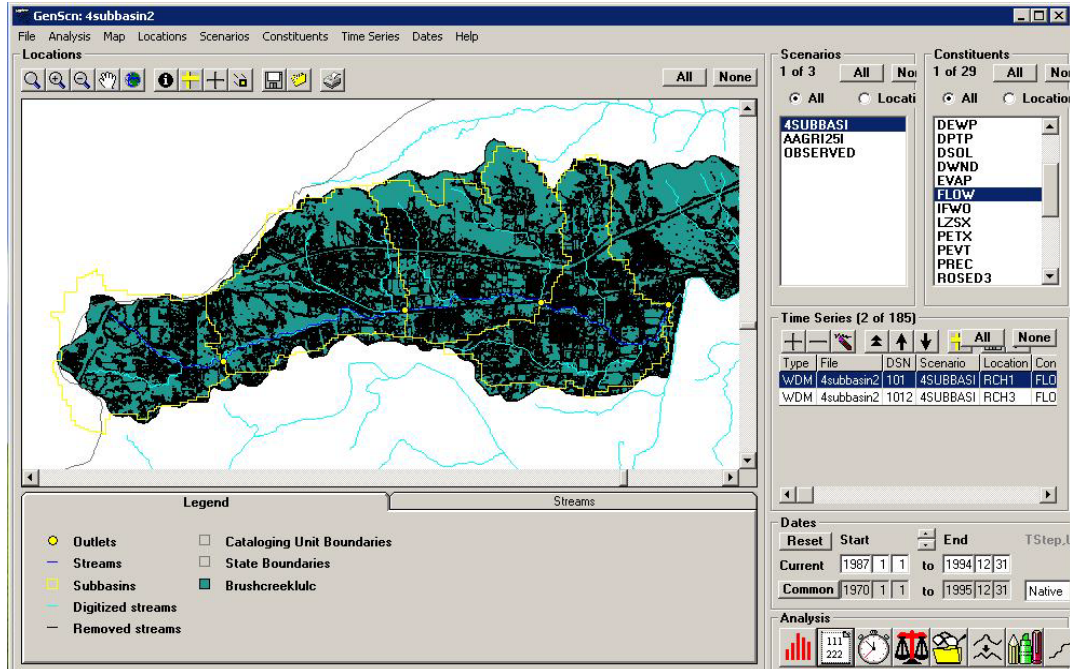 GenScn: 4subbasin2
File Analysis Map Locations Scenarios Constituents Time Series Dates Help
Locations
All None
Legend Streams
Outlets
Streams
Subbasins
Digitized streams
Removed streams
Cataloging Unit Boundaries
State Boundaries
Brushcreeklulc
Scenarios
1 of 3 All No
All Locati
4SUBBASI
AAGRI25I
OBSERVED
Constituents
1 of 29 All No
All Location
DEWP
DPTP
DSOL
DWND
EVAP
FLOW
IFWO
LZSX
PETX
PEVT
PREC
ROSED3
Time Series (2 of 185)
All None
Type File DSN Scenario Location Con
WDM 4subbasin2 101 4SUBBASI RCH1 FLO
WDM 4subbasin2 1012 4SUBBASI RCH3 FLO
Dates
Reset Start End TStep,U
Current 1987 1 1 to 1994 12 31
Common 1970 1 1 to 1995 12 31 Native
Analysis
111
222